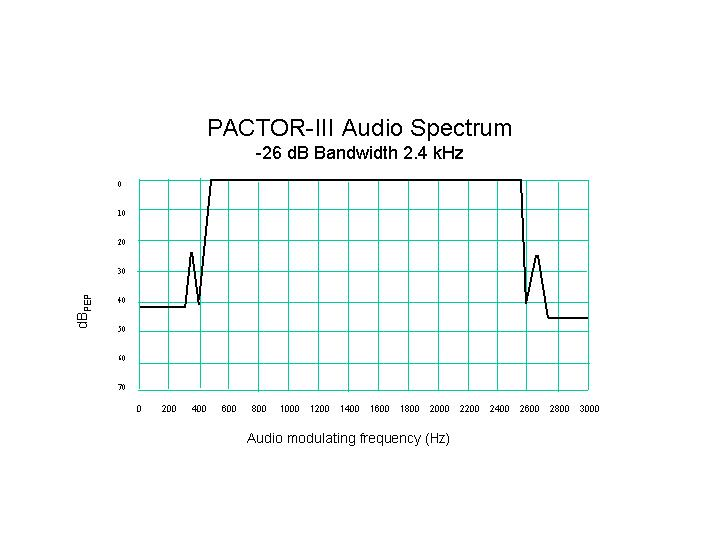 PACTOR-III Audio Spectrum
-26 dB Bandwidth 2.4 kHz
0
10
20
30
40
50
60
70
dBPEP
0 200 400 600 800 1000 1200 1400 1600 1800 2000 2200 2400 2600 2800 3000
Audio modulating frequency (Hz)